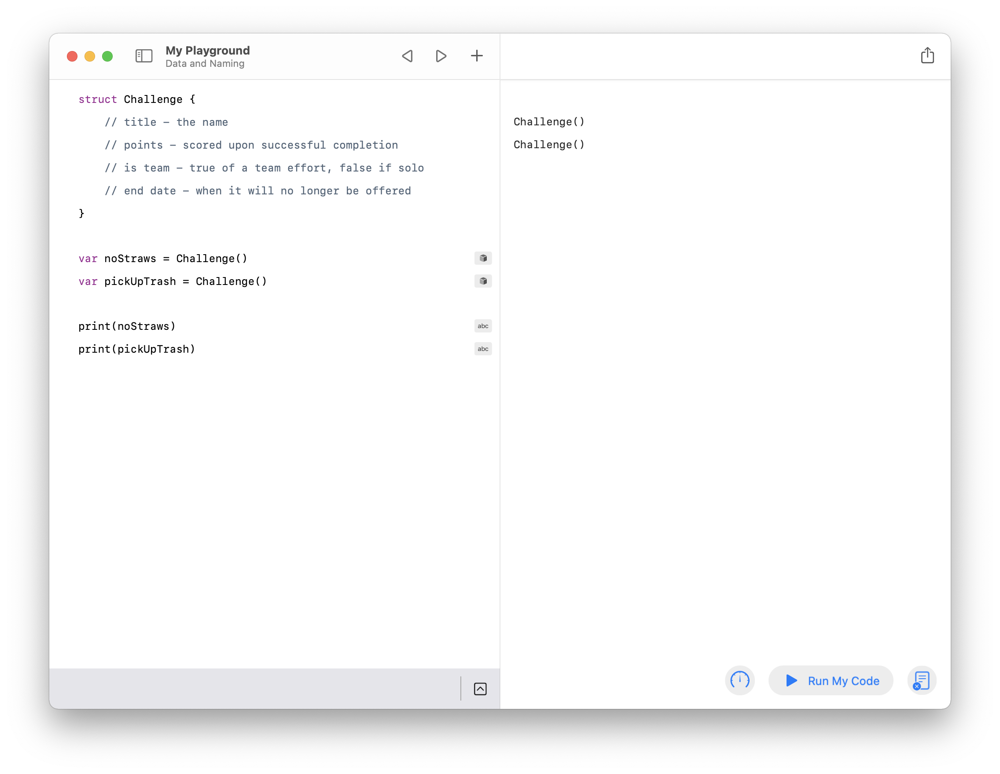 My Playground
Data and Naming
struct Challenge {
// title – the name
// points – scored upon successful completion
// is team – true of a team effort, false if solo
// end date – when it will no longer be offered
}
var noStraws = Challenge()
var pickUpTrash = Challenge()
print(noStraws)
abc
print(pickUpTrash)
abc
Challenge()
Challenge()
Run My Code